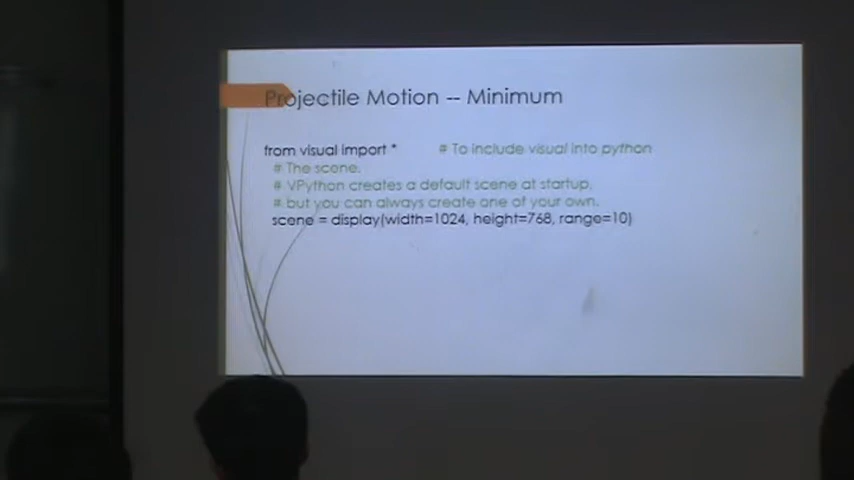 Projectile Motion -- Minimum
from visual import * # To include visual into python
# The scene.
# VPython creates a default scene at startup,
# but you can always create one of your own.
scene = display(width=1024, height=768, range=10)